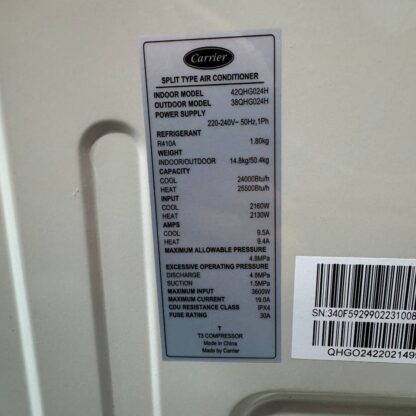 Carrier
SPLIT TYPE AIR CONDITIONER
INDOOR MODEL 42QHG024H
OUTDOOR MODEL 38QHG024H
POWER SUPPLY
220-240V~ 50Hz,1Ph
REFRIGERANT
R410A 1.80kg
WEIGHT
INDOOR/OUTDOOR 14.8kg/50.4kg
CAPACITY
COOL 24000Btu/h
HEAT 25500Btu/h
INPUT
COOL 2160W
HEAT 2130W
AMPS
COOL 9.5A
HEAT 9.4A
MAXIMUM ALLOWABLE PRESSURE
4.8MPa
EXCESSIVE OPERATING PRESSURE
DISCHARGE 4.8MPa
SUCTION 1.5MPa
MAXIMUM INPUT 3600W
MAXIMUM CURRENT 19.0A
CDU RESISTANCE CLASS IPX4
FUSE RATING 30A
T
T3 COMPRESSOR
Made In China
Made by Carrier
SN:340F5929902231008
QHGO2422021499